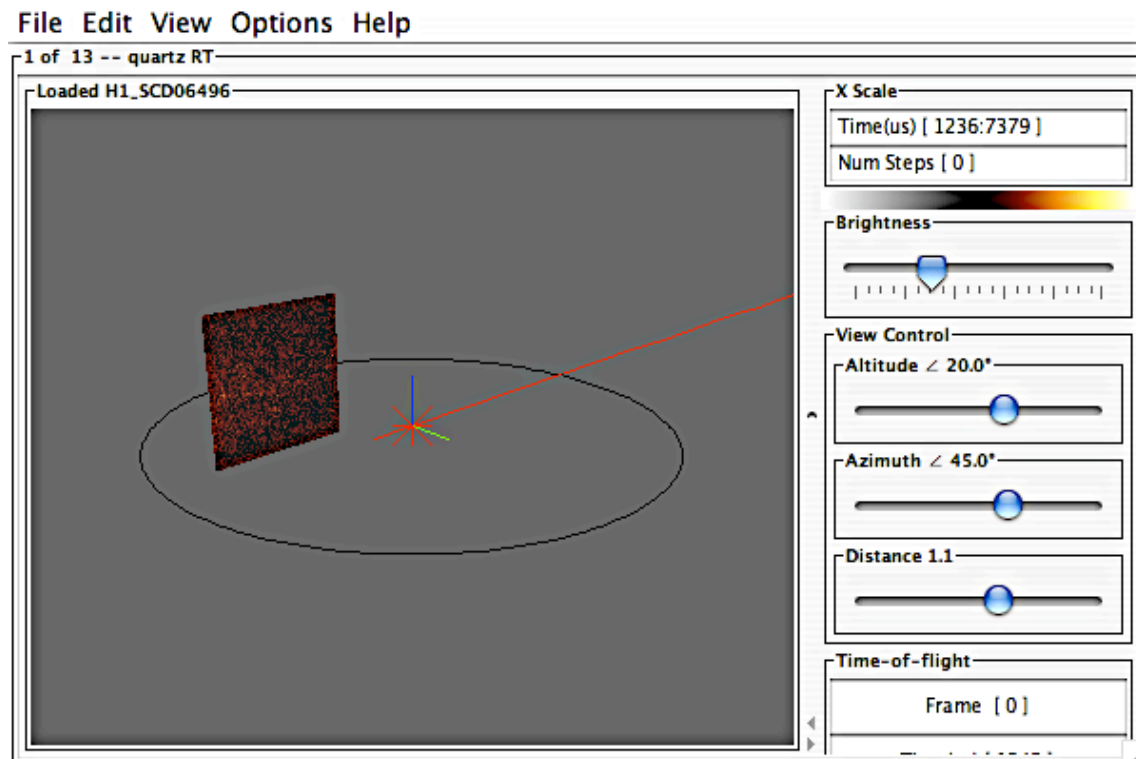 File Edit View Options Help
1 of 13 -- quartz RT
Loaded H1_SCD06496
X Scale
Time(us) [ 1236:7379 ]
Num Steps [ 0 ]
Brightness
View Control
Altitude ∠ 20.0°
Azimuth ∠ 45.0°
Distance 1.1
Time-of-flight
Frame [ 0 ]